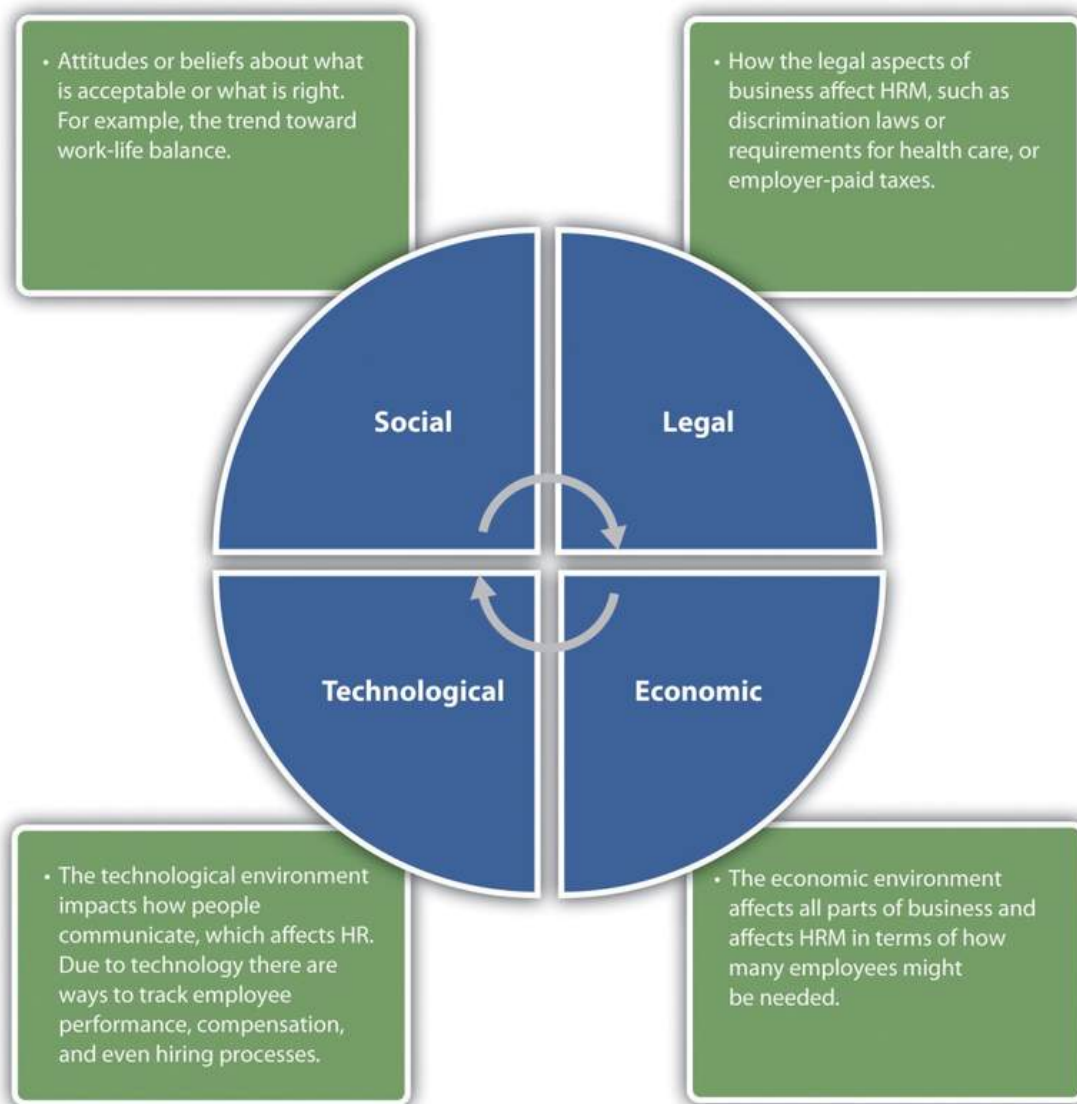 • Attitudes or beliefs about what
is acceptable or what is right.
For example, the trend toward
work-life balance.
• How the legal aspects of
business affect HRM, such as
discrimination laws or
requirements for health care, or
employer-paid taxes.
Social
Legal
Technological
Economic
• The technological environment
impacts how people
communicate, which affects HR.
Due to technology there are
ways to track employee
performance, compensation,
and even hiring processes.
• The economic environment
affects all parts of business and
affects HRM in terms of how
many employees might
be needed.